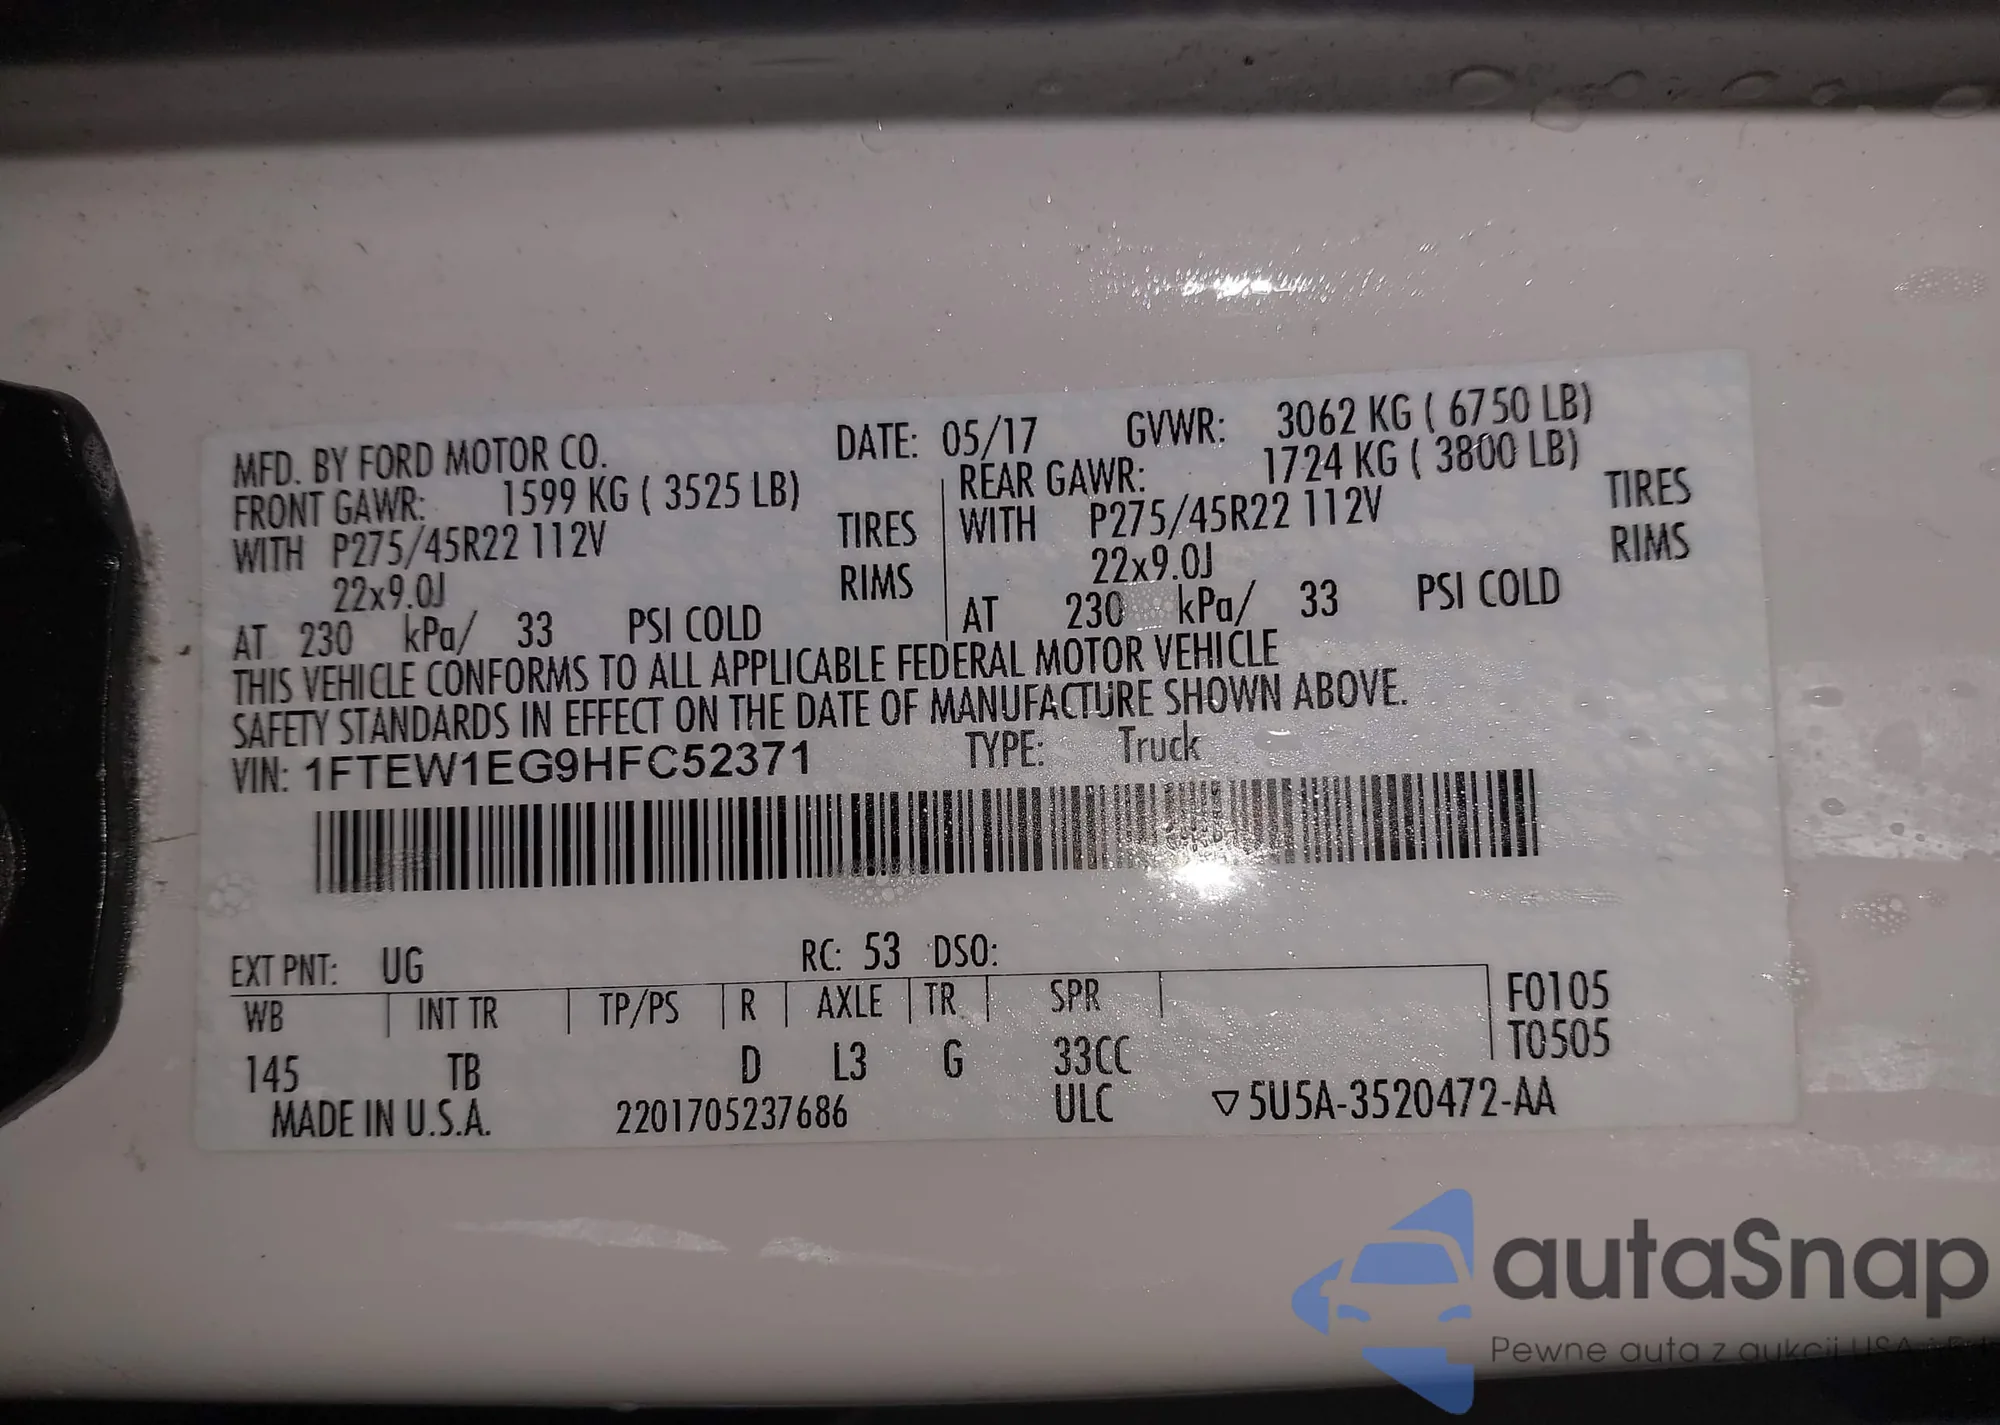 MFD. BY FORD MOTOR CO. DATE: 05/17 GVWR: 3062 KG ( 6750 LB)
FRONT GAWR: 1599 KG ( 3525 LB) REAR GAWR: 1724 KG ( 3800 LB)
WITH P275/45R22 112V TIRES WITH P275/45R22 112V TIRES
22x9.0J RIMS 22x9.0J RIMS
AT 230 kPa/ 33 PSI COLD AT 230 kPa/ 33 PSI COLD
THIS VEHICLE CONFORMS TO ALL APPLICABLE FEDERAL MOTOR VEHICLE
SAFETY STANDARDS IN EFFECT ON THE DATE OF MANUFACTURE SHOWN ABOVE.
VIN: 1FTEW1EG9HFC52371 TYPE: Truck
EXT PNT: UG RC: 53 DSO:
WB INT TR TP/PS R AXLE TR SPR F0105
T0505
145 TB D L3 G 33CC
MADE IN U.S.A. 2201705237686 ULC ▽5U5A-3520472-AA
autaSnap
Pewne auta z aukcji USA i